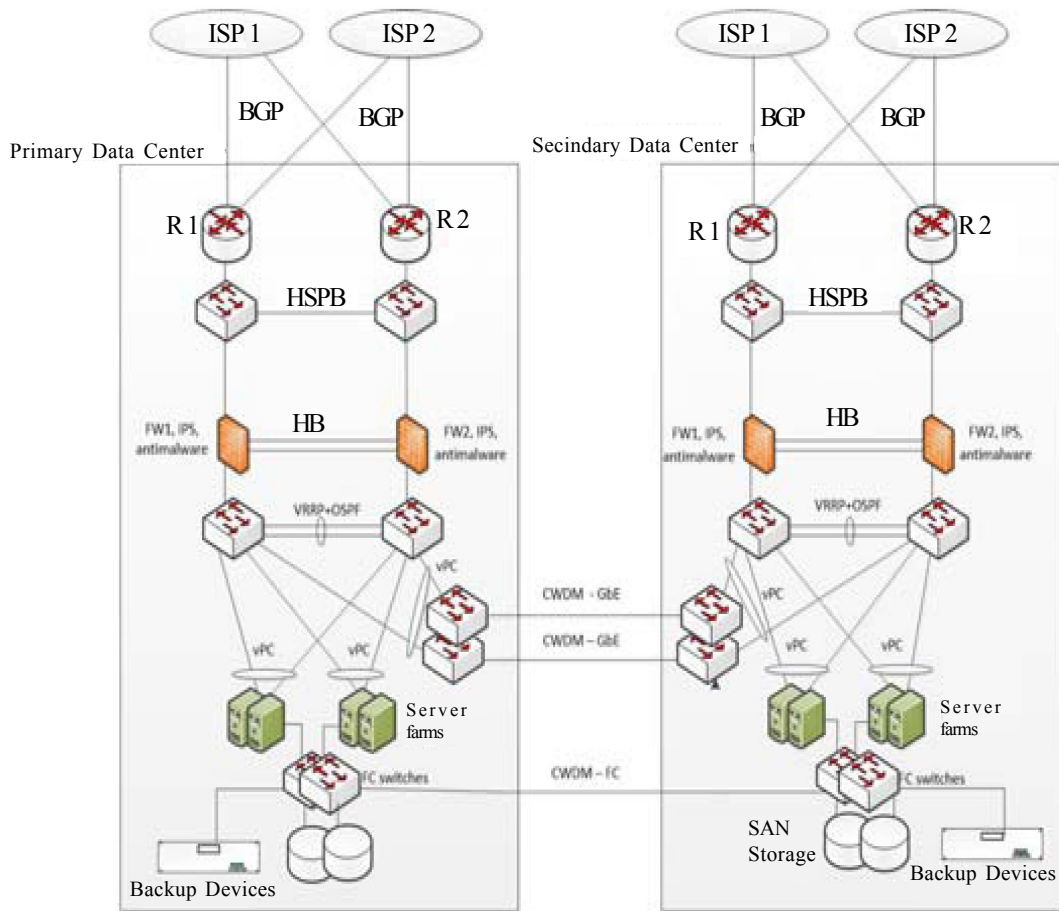 ISP 1
ISP 2
ISP 1
ISP 2
BGP
BGP
BGP
BGP
Primary Data Center
Secindary Data Center
R 1
R 2
R 1
R 2
HSPB
HSPB
HB
HB
FW1, IPS,
antimalware
FW2, IPS,
antimalware
FW1, IPS,
antimalware
FW2, IPS,
antimalware
VRRP+OSPF
VRRP+OSPF
vPC
CWDM - GbE
vPC
CWDM – GbE
vPC
vPC
vPC
vPC
Server
farms
Server
farms
FC switches
CWDM – FC
FC switches
SAN
Storage
Backup Devices
Backup Devices